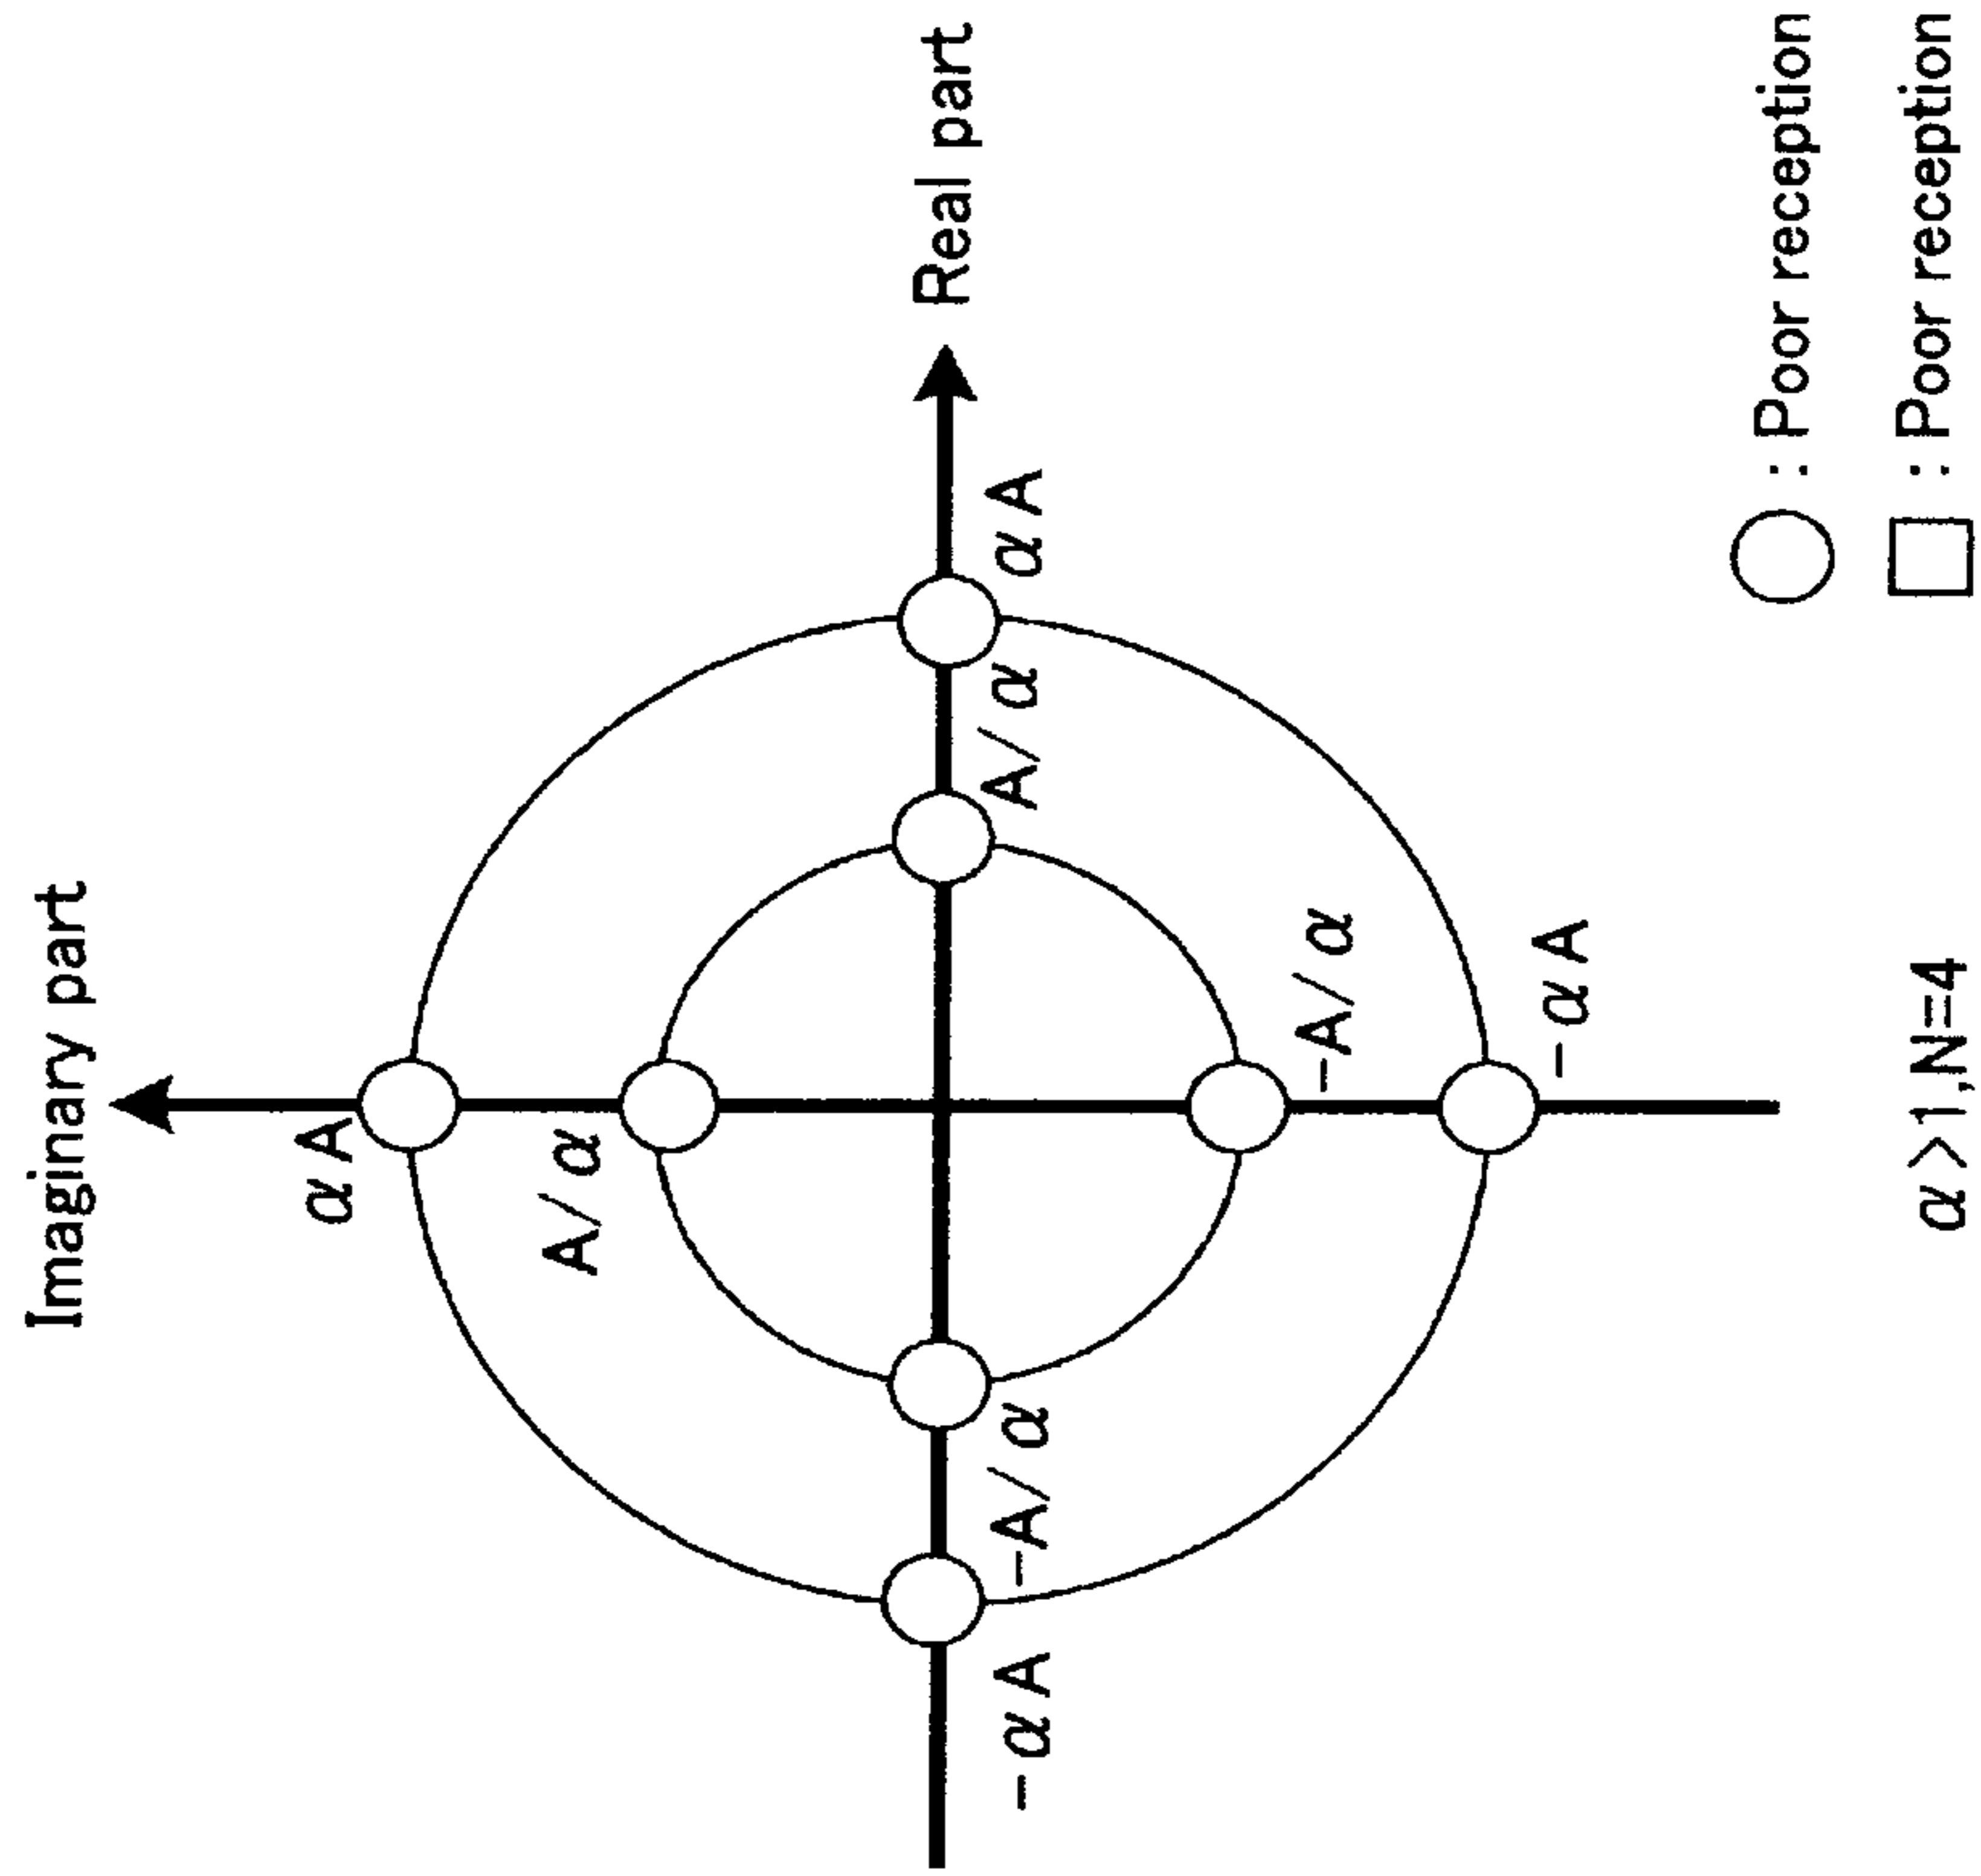 Imaginary part
αA
A/α
Real part
-αA
-A/α
A/α
αA
-A/α
-αA
: Poor reception
α>1,N=4
: Poor reception